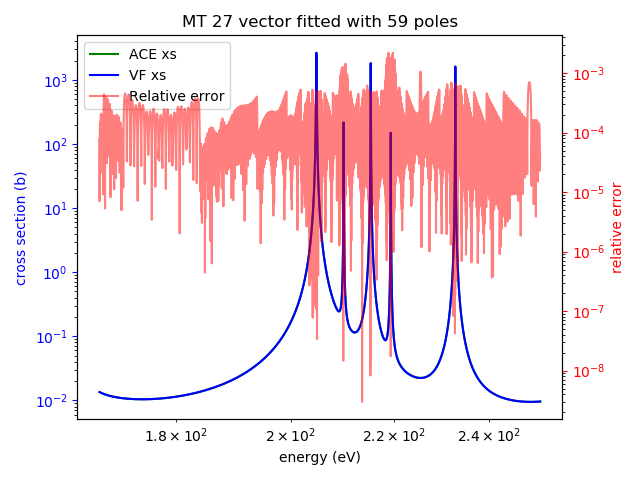 MT 27 vector fitted with 59 poles
ACE xs
VF xs
Relative error
cross section (b)
10³
10²
10¹
10⁰
10⁻¹
10⁻²
10⁻³
10⁻⁴
10⁻⁵
10⁻⁶
10⁻⁷
10⁻⁸
relative error
1.8 × 10²
2 × 10²
2.2 × 10²
2.4 × 10²
energy (eV)